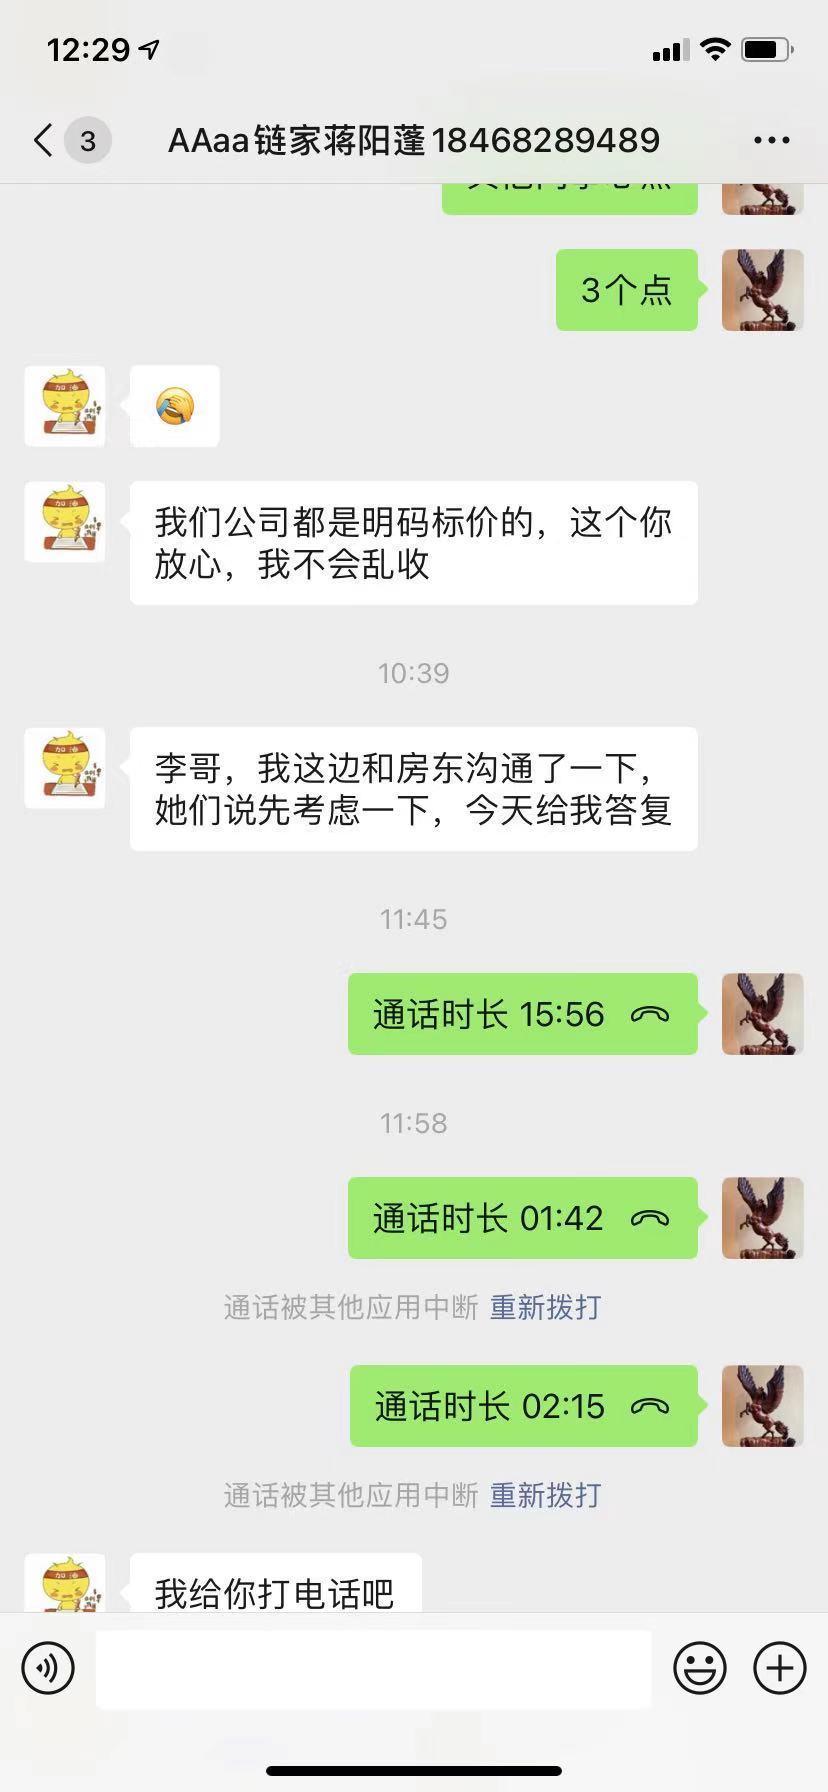 12:29
3
AAaa链家蒋阳蓬18468289489
3个点
我们公司都是明码标价的，这个你
放心，我不会乱收
10:39
李哥，我这边和房东沟通了一下，
她们说先考虑一下，今天给我答复
11:45
通话时长 15:56
11:58
通话时长 01:42
通话被其他应用中断 重新拨打
通话时长 02:15
通话被其他应用中断 重新拨打
我给你打电话吧